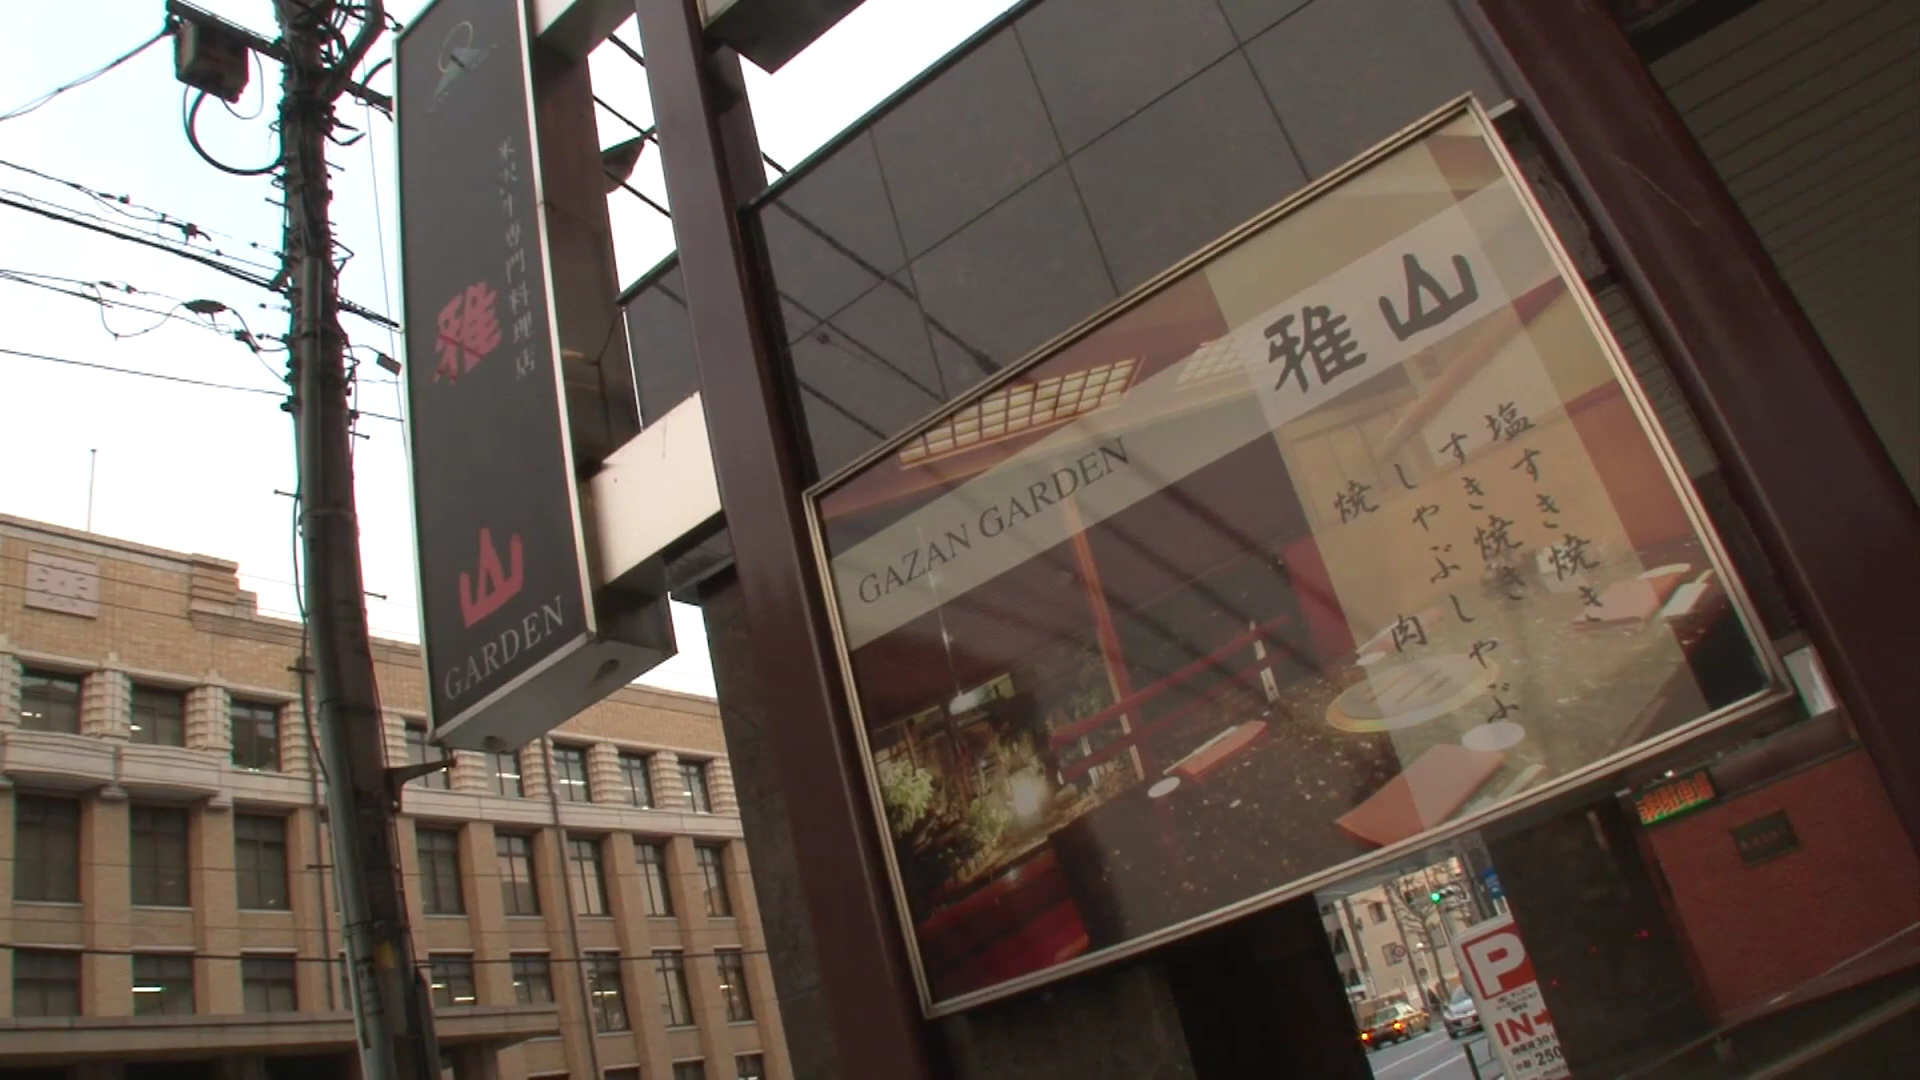 米沢牛専門料理店
雅山
GARDEN
雅山
GAZAN GARDEN
塩すき焼き
すき焼き
しゃぶしゃぶ
焼肉
P
IN
250